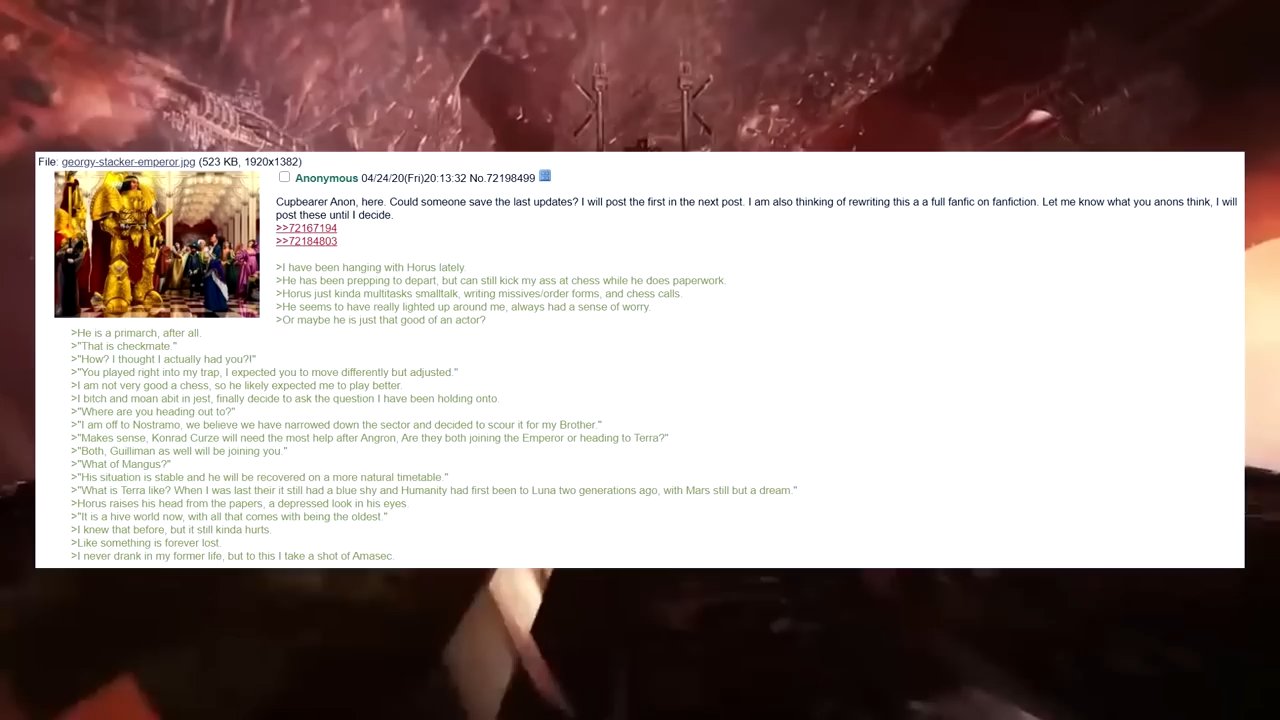 File: georgy-stacker-emperor.jpg (523 KB, 1920x1382)
Anonymous 04/24/20(Fri)20:13:32 No.72198499
Cupbearer Anon, here. Could someone save the last updates? I will post the first in the next post. I am also thinking of rewriting this a a full fanfic on fanfiction. Let me know what you anons think, I will
post these until I decide.
>>72167194
>>72184803
>I have been hanging with Horus lately.
>He has been prepping to depart, but can still kick my ass at chess while he does paperwork.
>Horus just kinda multitasks smalltalk, writing missives/order forms, and chess calls.
>He seems to have really lighted up around me, always had a sense of worry.
>Or maybe he is just that good of an actor?
>He is a primarch, after all.
>"That is checkmate."
>"How? I thought I actually had you?!"
>"You played right into my trap, I expected you to move differently but adjusted."
>I am not very good a chess, so he likely expected me to play better.
>I bitch and moan abit in jest, finally decide to ask the question I have been holding onto.
>"Where are you heading out to?"
>"I am off to Nostramo, we believe we have narrowed down the sector and decided to scour it for my Brother."
>"Makes sense, Konrad Curze will need the most help after Angron, Are they both joining the Emperor or heading to Terra?"
>"Both, Guilliman as well will be joining you."
>"What of Mangus?"
>"His situation is stable and he will be recovered on a more natural timetable."
>"What is Terra like? When I was last their it still had a blue shy and Humanity had first been to Luna two generations ago, with Mars still but a dream."
>Horus raises his head from the papers, a depressed look in his eyes.
>"It is a hive world now, with all that comes with being the oldest."
>I knew that before, but it still kinda hurts.
>Like something is forever lost.
>I never drank in my former life, but to this I take a shot of Amasec.